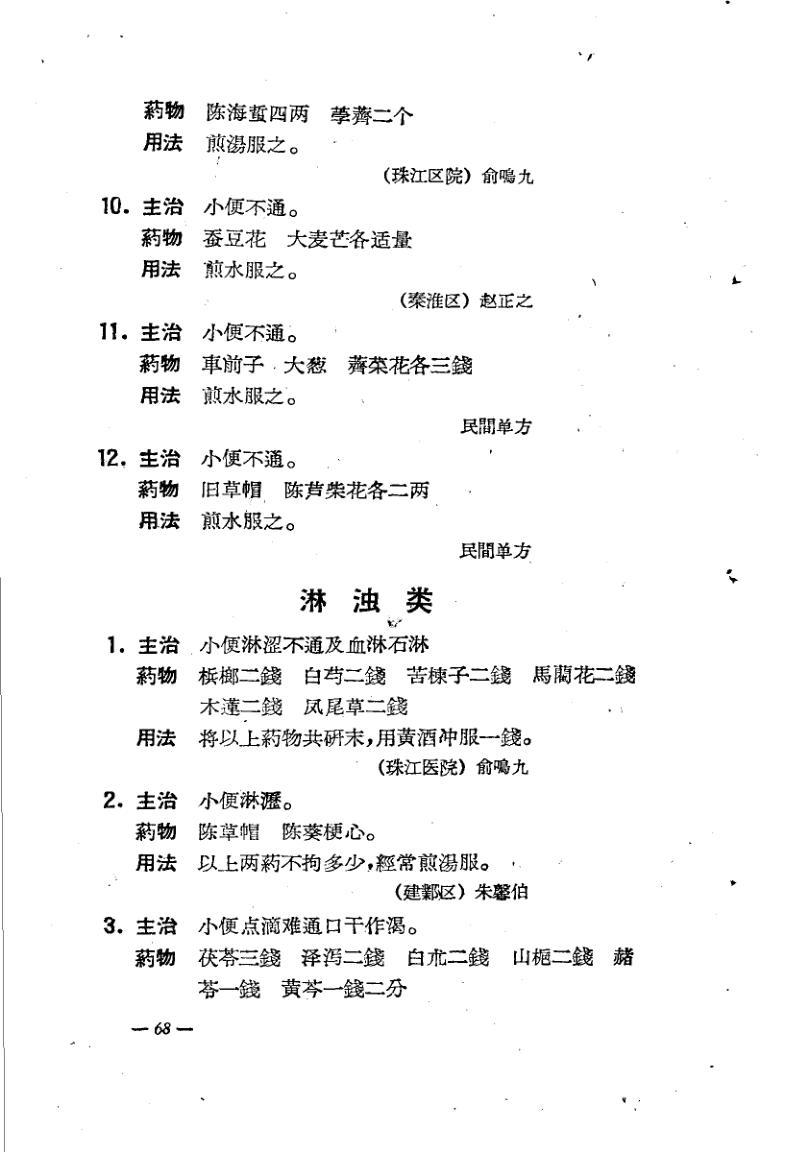 葯物 陈海蜇四两 荸薺二个
用法 煎湯服之。
(珠江区院) 俞鳴九
10. 主治 小便不通。
葯物 蚕豆花 大麦芒各适量
用法 煎水服之。
(秦淮区) 赵正之
11. 主治 小便不通。
葯物 車前子 大葱 薺菜花各三錢
用法 煎水服之。
民間单方
12. 主治 小便不通。
葯物 旧草帽 陈芦柴花各二两
用法 煎水服之。
民間单方
淋浊类
1. 主治 小便淋涩不通及血淋石淋
葯物 梹榔二錢 白芍二錢 苦楝子二錢 馬蘭花二錢
木蓮二錢 凤尾草二錢
用法 将以上葯物共研末,用黄酒冲服一錢。
(珠江医院) 俞鳴九
2. 主治 小便淋瀝。
葯物 陈草帽 陈葵梗心。
用法 以上两葯不拘多少,經常煎湯服。
(建鄴区) 朱馨伯
3. 主治 小便点滴难通口干作渴。
葯物 茯苓三錢 泽泻二錢 白朮二錢 山梔二錢 赭
苓一錢 黄芩一錢二分
— 68 —